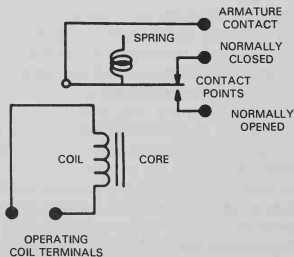 ARMATURE
CONTACT
SPRING
NORMALLY
CLOSED
CONTACT
POINTS
NORMALLY
OPENED
COIL
CORE
OPERATING
COIL TERMINALS